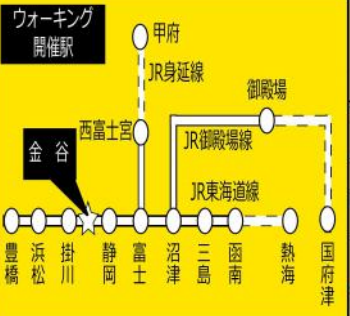 ウォーキング
開催駅
甲府
JR身延線
御殿場
西富士宮
JR御殿場線
金谷
JR東海道線
豊橋
浜松
掛川
静岡
富士
沼津
三島
函南
熱海
国府津